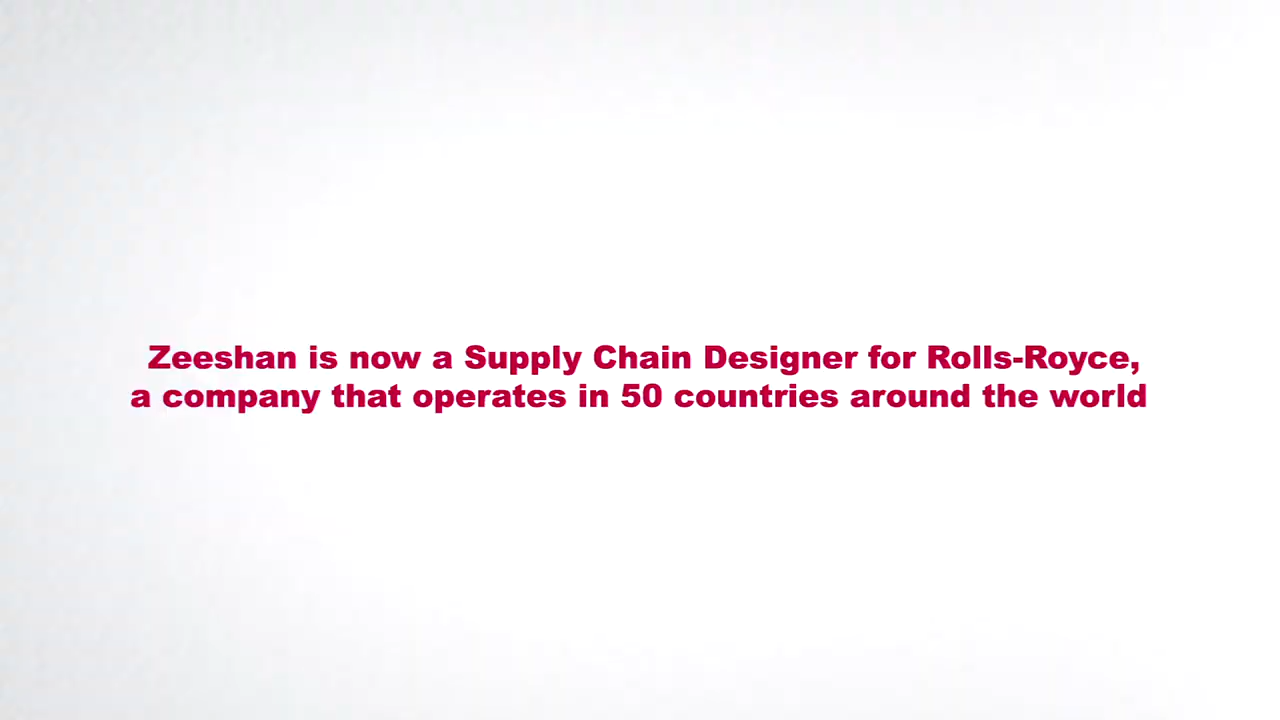 Zeeshan is now a Supply Chain Designer for Rolls-Royce,
a company that operates in 50 countries around the world